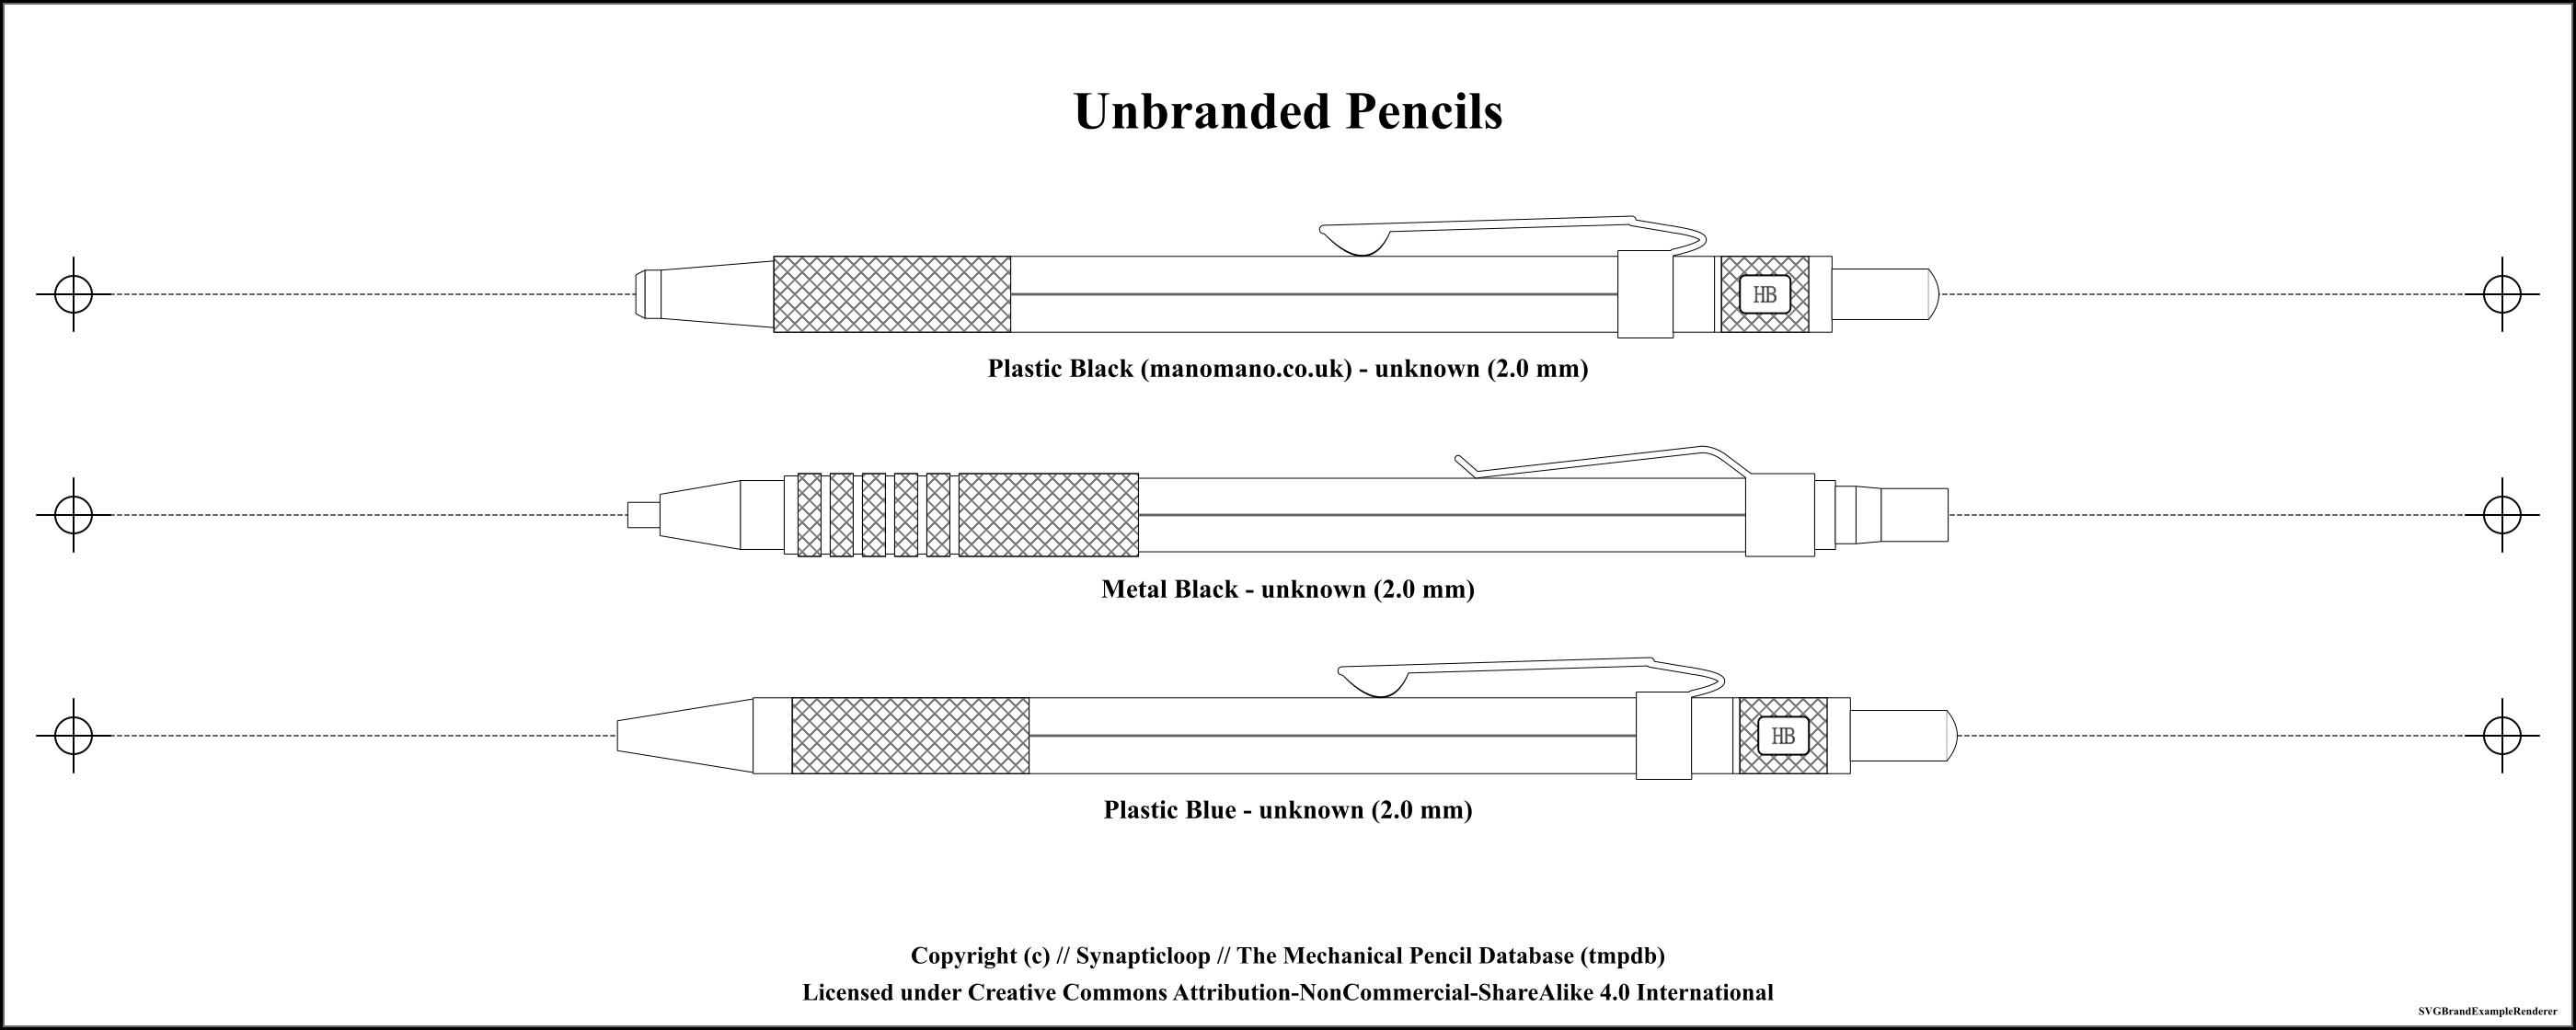 Unbranded Pencils
HB
Plastic Black (manomano.co.uk) - unknown (2.0 mm)
Metal Black - unknown (2.0 mm)
HB
Plastic Blue - unknown (2.0 mm)
Copyright (c) // Synapticloop // The Mechanical Pencil Database (tmpdb)
Licensed under Creative Commons Attribution-NonCommercial-ShareAlike 4.0 International
SVGBrandExampleRenderer